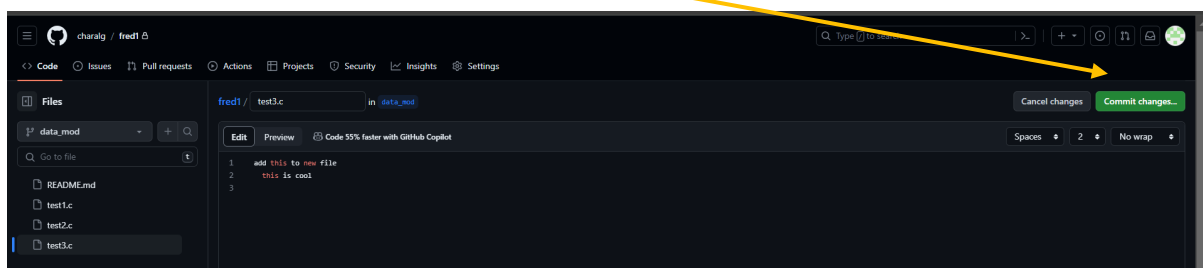 charalg / fred1
Type / to search
Code Issues Pull requests Actions Projects Security Insights Settings
Files
fred1 / test3.c in data_mod
Cancel changes Commit changes...
data_mod
Edit Preview Code 55% faster with GitHub Copilot
Spaces 2 No wrap
Go to file t
1 add this to new file
2 this is cool
3
README.md
test1.c
test2.c
test3.c